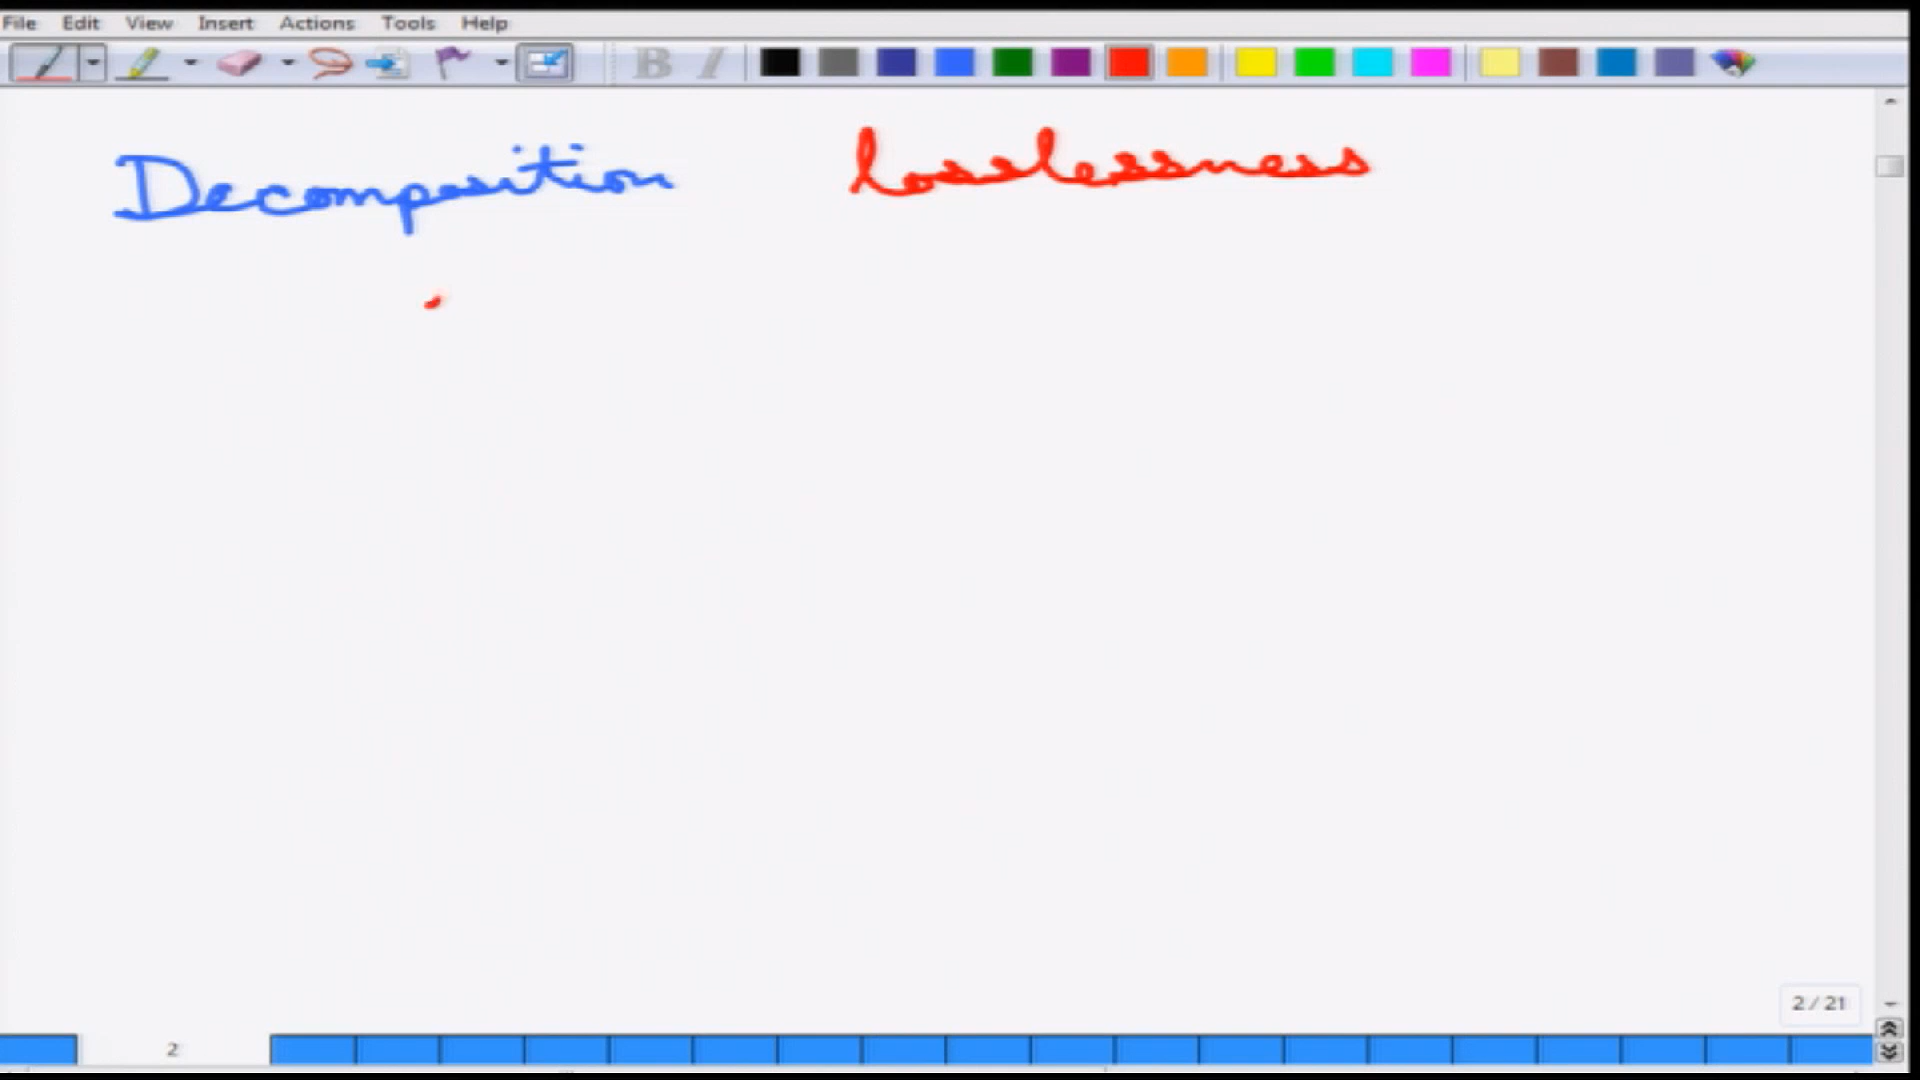 File Edit View Insert Actions Tools Help
B I
Decomposition losslessness
2 / 21
2